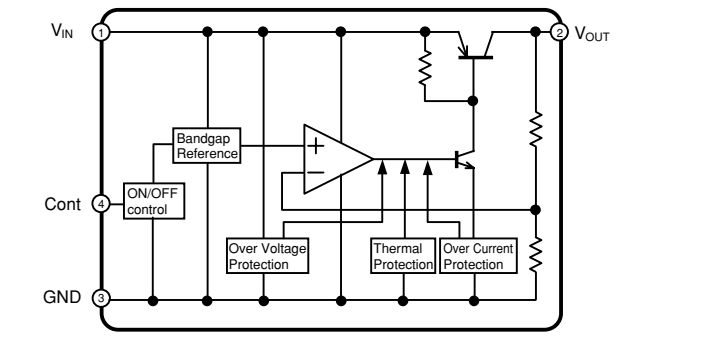 VIN
1
2
VOUT
Bandgap
Reference
+
−
ON/OFF
control
Cont
4
Over Voltage
Protection
Thermal
Protection
Over Current
Protection
GND
3